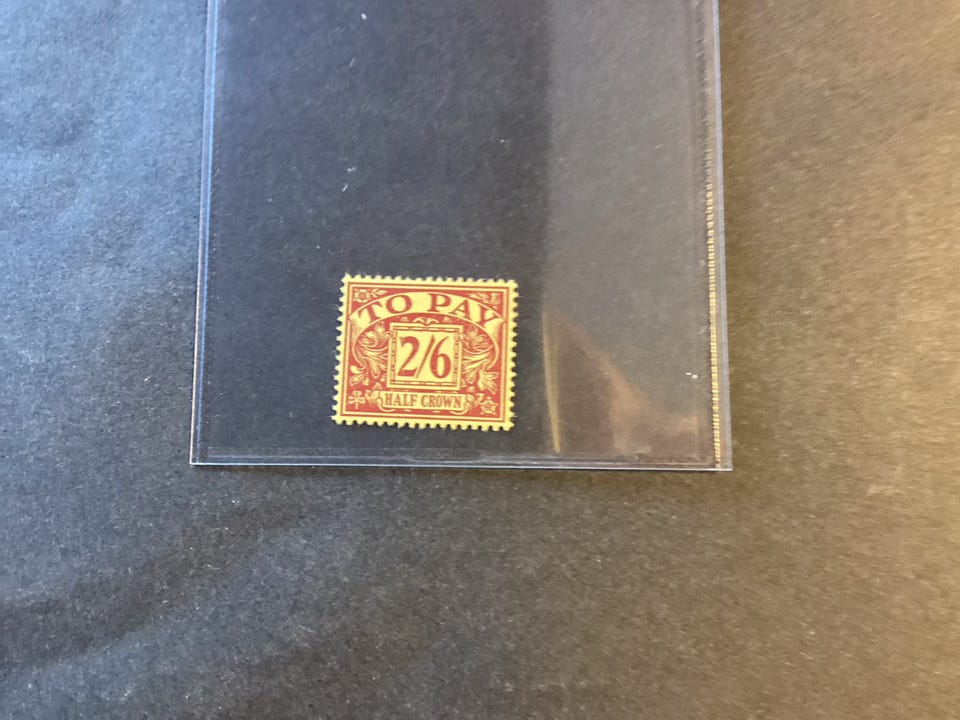 TO PAY
2/6
HALF CROWN